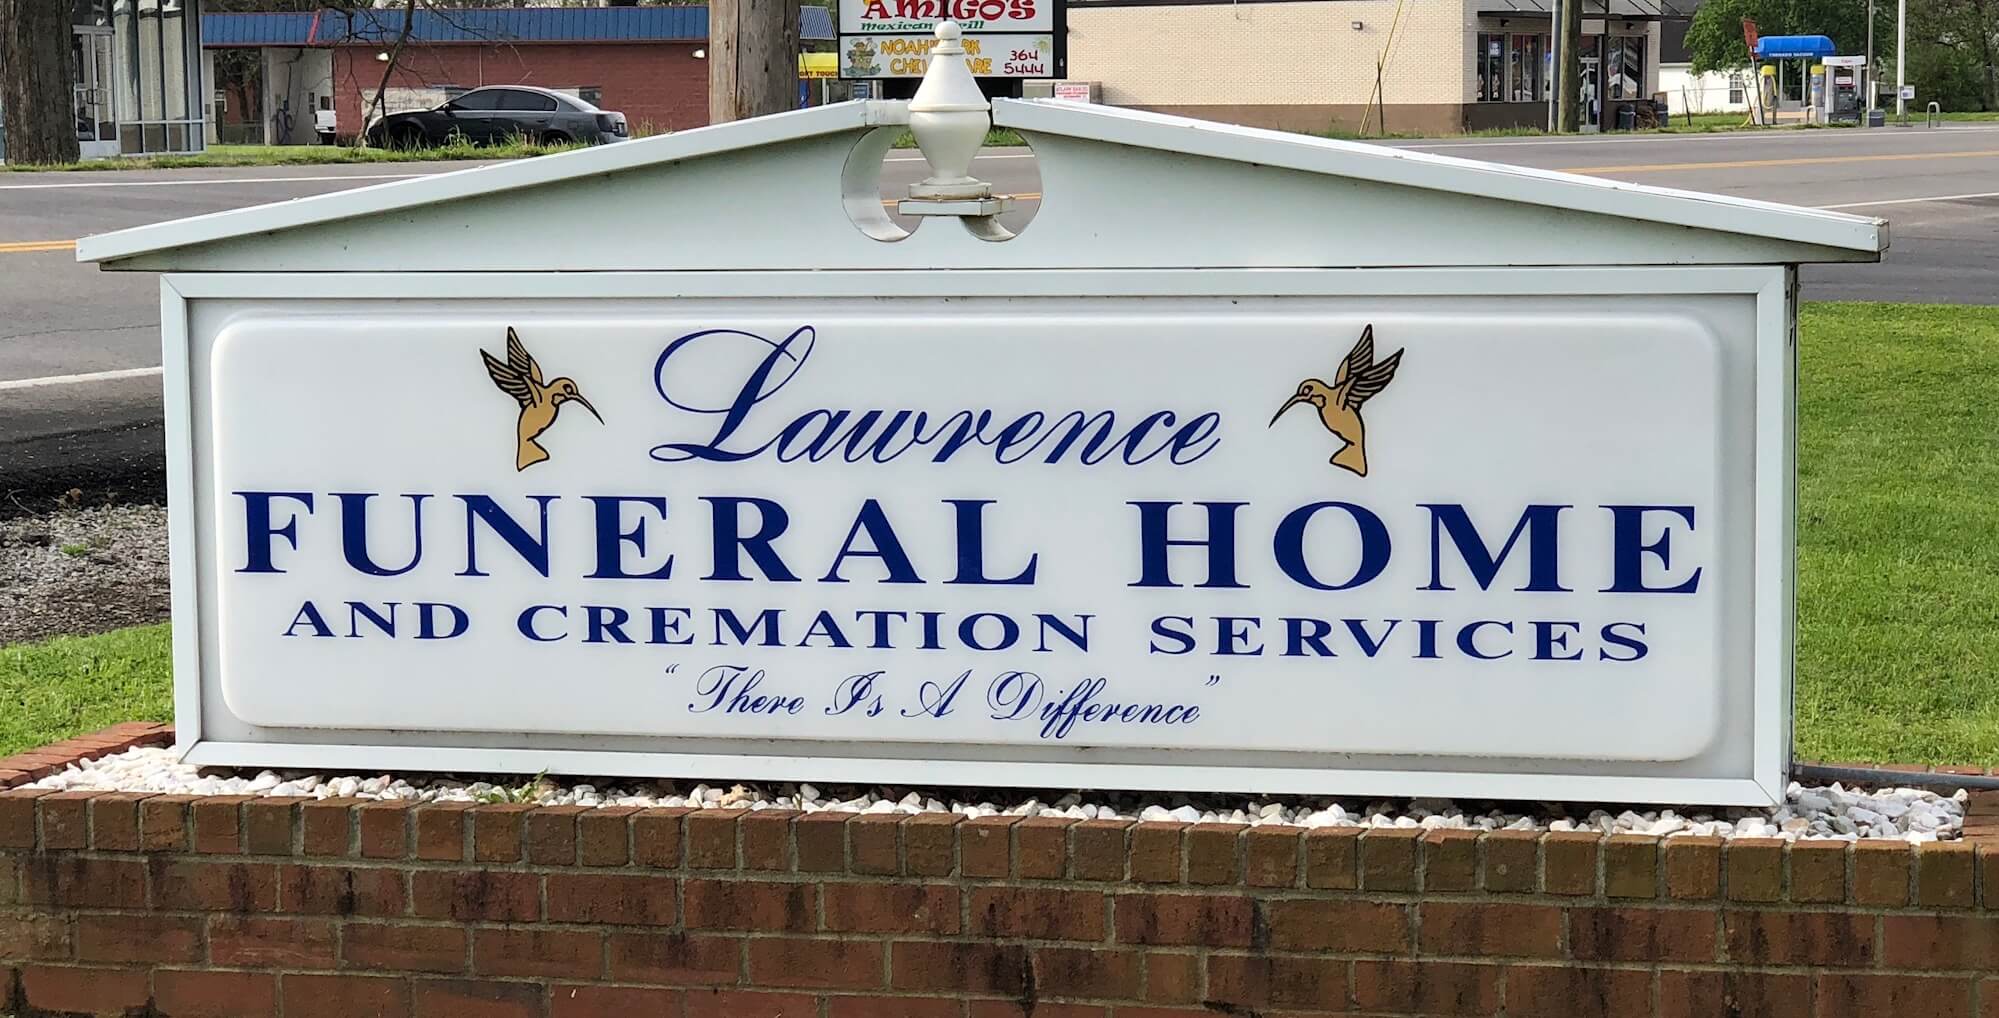 AMIGO'S
mexican grill
364
5444
Lawrence
FUNERAL HOME
AND CREMATION SERVICES
"There Is A Difference"